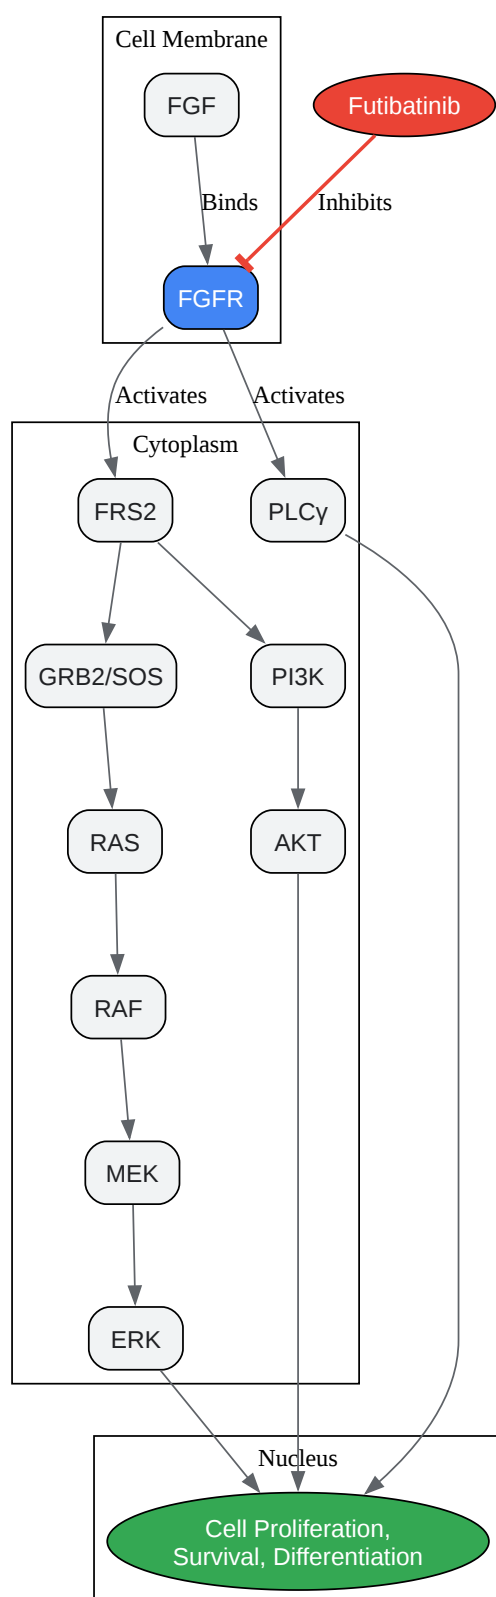 Cell Membrane
FGF
Futibatinib
Binds
Inhibits
FGFR
Activates
Activates
Cytoplasm
FRS2
PLCγ
GRB2/SOS
PI3K
RAS
AKT
RAF
MEK
ERK
Nucleus
Cell Proliferation,
Survival, Differentiation